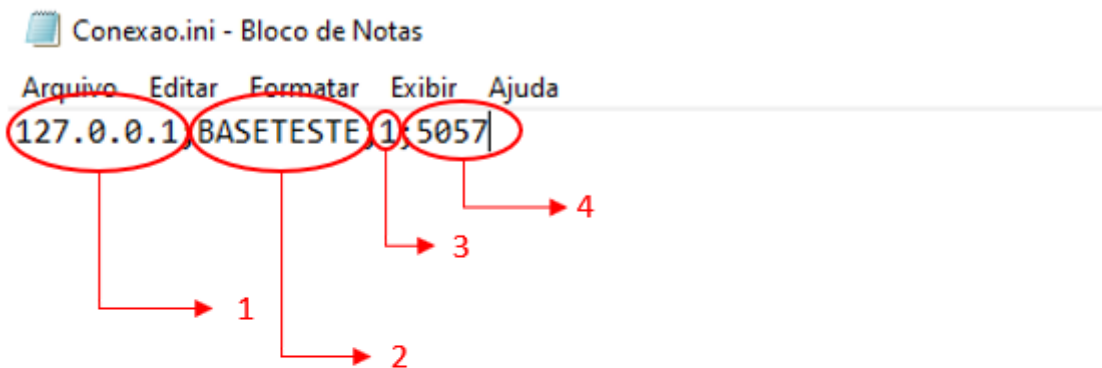 Conexao.ini - Bloco de Notas
Arquivo Editar Formatar Exibir Ajuda
127.0.0.1;BASETESTE;1;5057
4
3
1
2